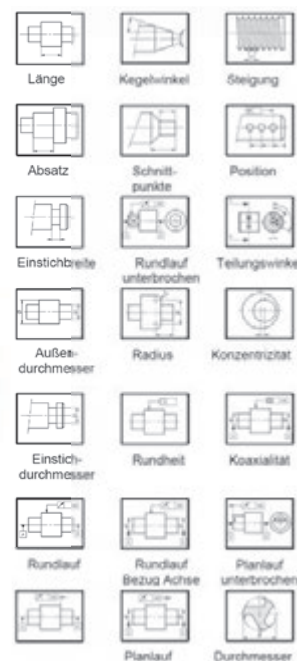 Länge Kegelwinkel Steigung
Absatz Schnitt- Position
punkte
Einstichbreite Rundlauf Teilungswinkel
unterbrochen
Außen- Radius Konzentrizität
durchmesser
Einstich- Rundheit Koaxialität
durchmesser
Rundlauf Rundlauf Planlauf
Bezug Achse unterbrochen
Planlauf Durchmesser